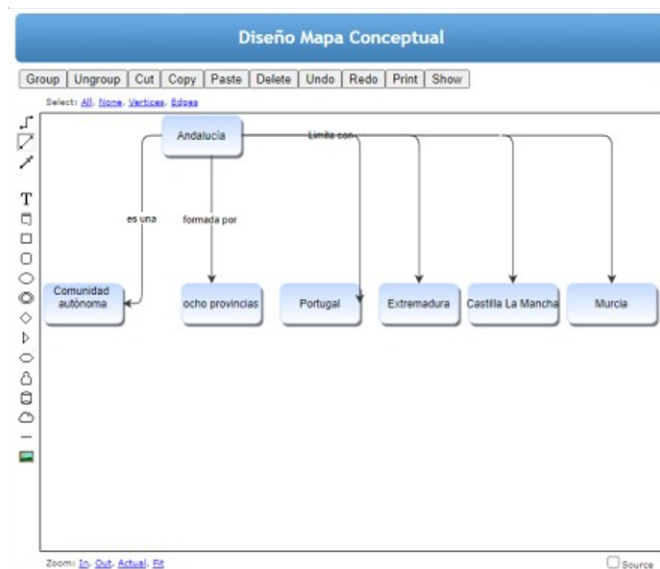 Diseño Mapa Conceptual
Group Ungroup Cut Copy Paste Delete Undo Redo Print Show
Select: All, None, Vertices, Edges
Andalucía
Limita con
es una
formada por
T
Comunidad
autónoma
ocho provincias
Portugal
Extremadura
Castilla La Mancha
Murcia
Zoom: In, Out, Actual, Fit
Source